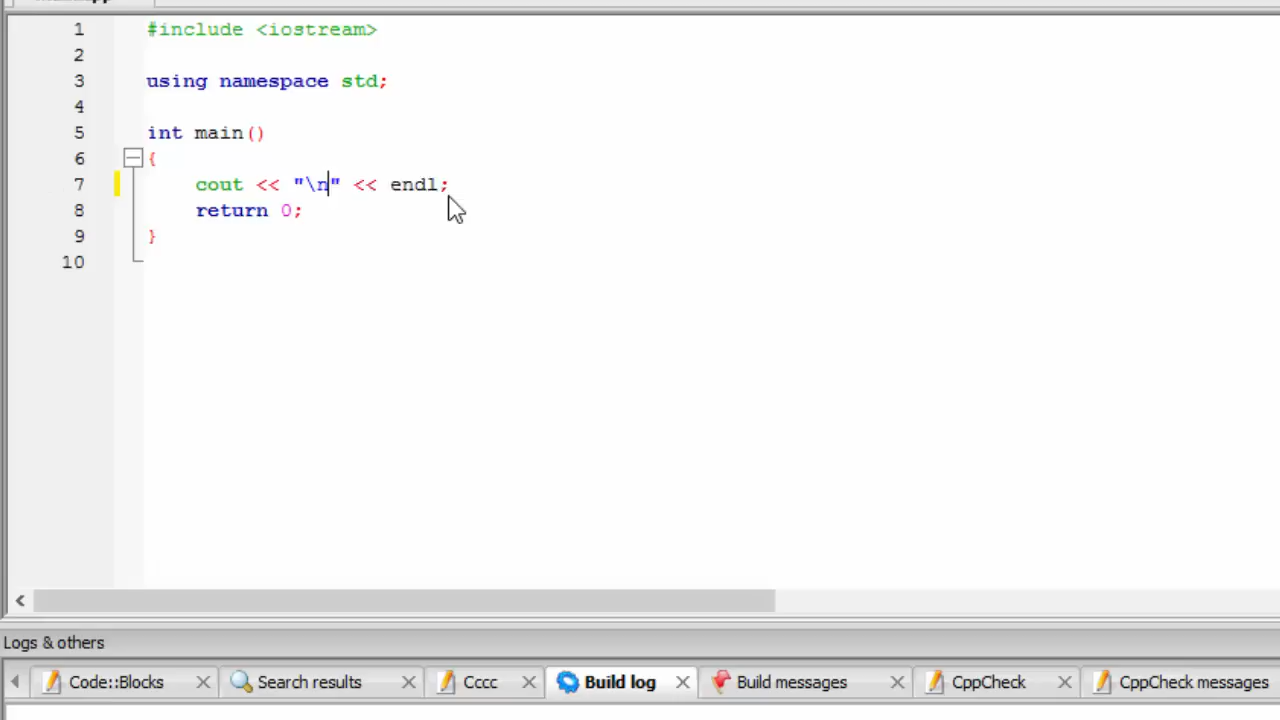 1 #include <iostream>
2
3 using namespace std;
4
5 int main()
6 {
7 cout << "\n" << endl;
8 return 0;
9 }
10
Logs & others
Code::Blocks Search results Cccc Build log Build messages CppCheck CppCheck messages